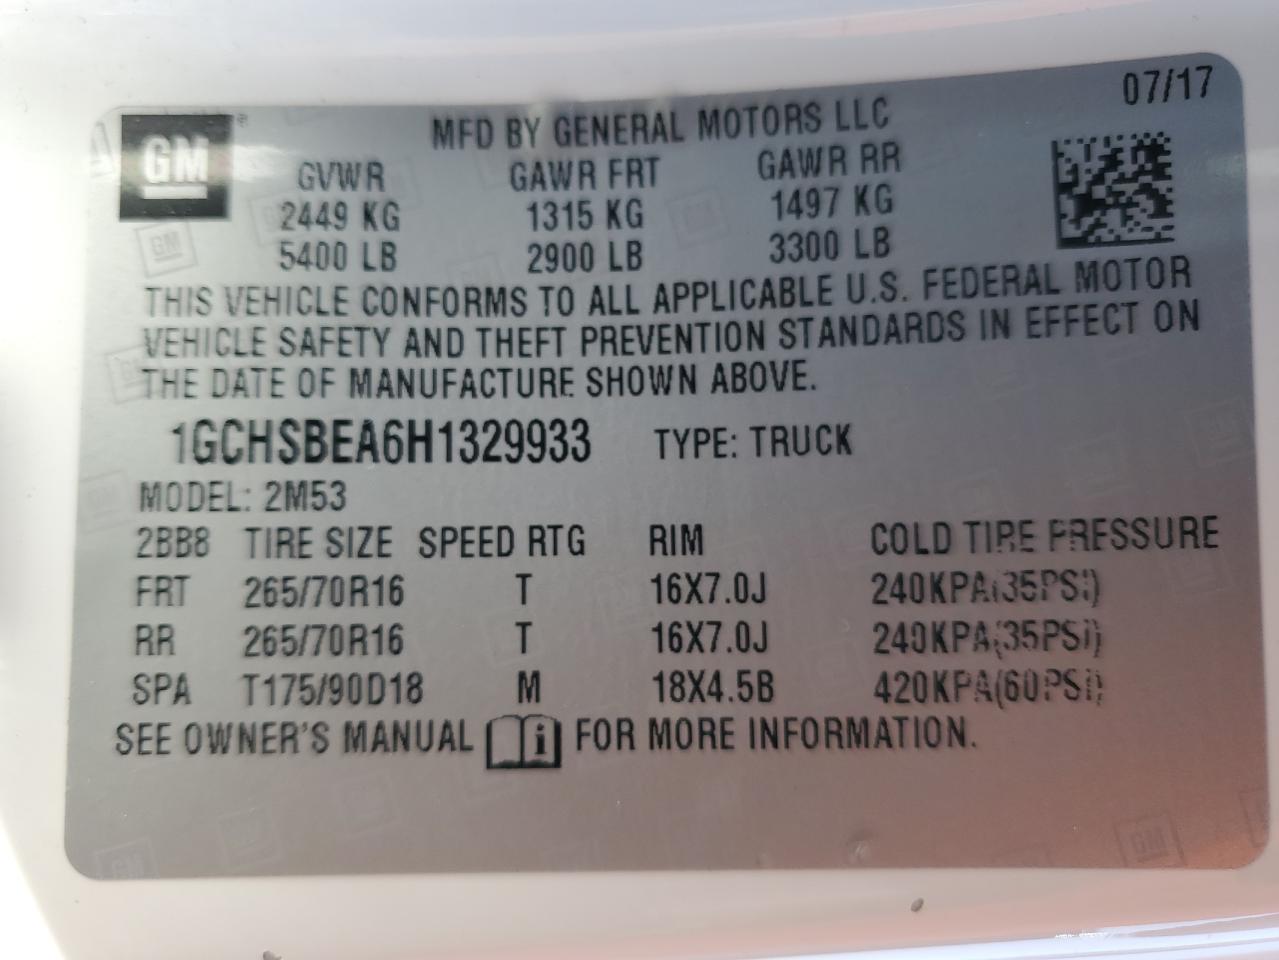 07/17
GM
MFD BY GENERAL MOTORS LLC
GVWR GAWR FRT GAWR RR
2449 KG 1315 KG 1497 KG
5400 LB 2900 LB 3300 LB
THIS VEHICLE CONFORMS TO ALL APPLICABLE U.S. FEDERAL MOTOR
VEHICLE SAFETY AND THEFT PREVENTION STANDARDS IN EFFECT ON
THE DATE OF MANUFACTURE SHOWN ABOVE.
1GCHSBEA6H1329933 TYPE: TRUCK
MODEL: 2M53
2BB8 TIRE SIZE SPEED RTG RIM COLD TIRE PRESSURE
FRT 265/70R16 T 16X7.0J 240KPA(35PSI)
RR 265/70R16 T 16X7.0J 240KPA(35PSI)
SPA T175/90D18 M 18X4.5B 420KPA(60PSI)
SEE OWNER'S MANUAL i FOR MORE INFORMATION.